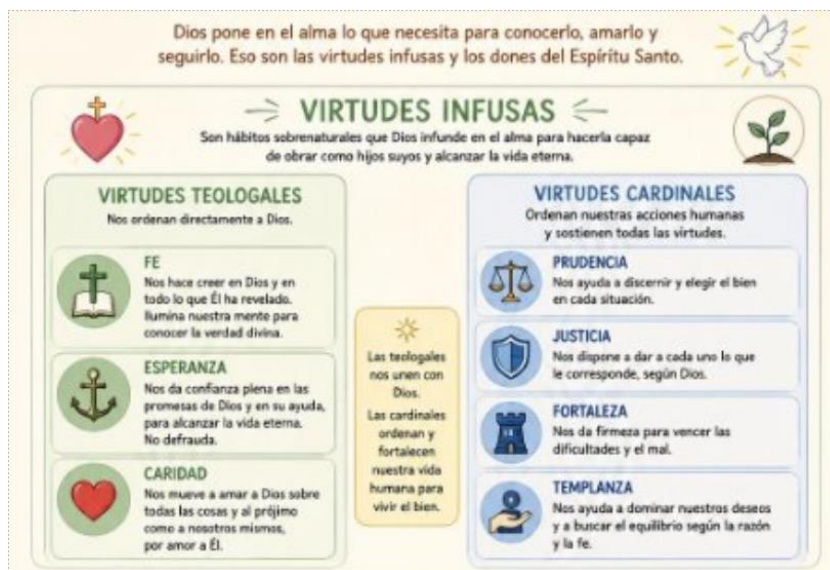 Dios pone en el alma lo que necesita para conocerlo, amarlo y
seguirlo. Eso son las virtudes infusas y los dones del Espíritu Santo.
VIRTUDES INFUSAS
Son hábitos sobrenaturales que Dios infunde en el alma para hacerla capaz
de obrar como hijos suyos y alcanzar la vida eterna.
VIRTUDES TEOLOGALES
Nos ordenan directamente a Dios.
FE
Nos hace creer en Dios y en
todo lo que Él ha revelado.
Ilumina nuestra mente para
conocer la verdad divina.
ESPERANZA
Nos da confianza plena en las
promesas de Dios y en su ayuda,
para alcanzar la vida eterna.
No defrauda.
CARIDAD
Nos mueve a amar a Dios sobre
todas las cosas y al prójimo
como a nosotros mismos,
por amor a Él.
Las teologales
nos unen con
Dios.
Las cardinales
ordenan y
fortalecen
nuestra vida
humana para
vivir el bien.
VIRTUDES CARDINALES
Ordenan nuestras acciones humanas
y sostienen todas las virtudes.
PRUDENCIA
Nos ayuda a discernir y elegir el bien
en cada situación.
JUSTICIA
Nos dispone a dar a cada uno lo que
le corresponde, según Dios.
FORTALEZA
Nos da firmeza para vencer las
dificultades y el mal.
TEMPLANZA
Nos ayuda a dominar nuestros deseos
y a buscar el equilibrio según la razón
y la fe.